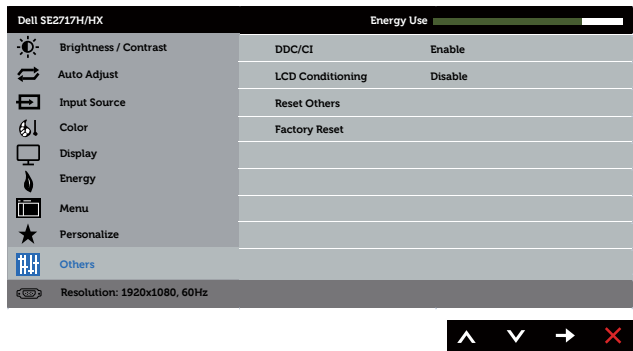 Dell SE2717H/HX Energy Use
Brightness / Contrast
Auto Adjust
Input Source
Color
Display
Energy
Menu
Personalize
Others
DDC/CI Enable
LCD Conditioning Disable
Reset Others
Factory Reset
Resolution: 1920x1080, 60Hz